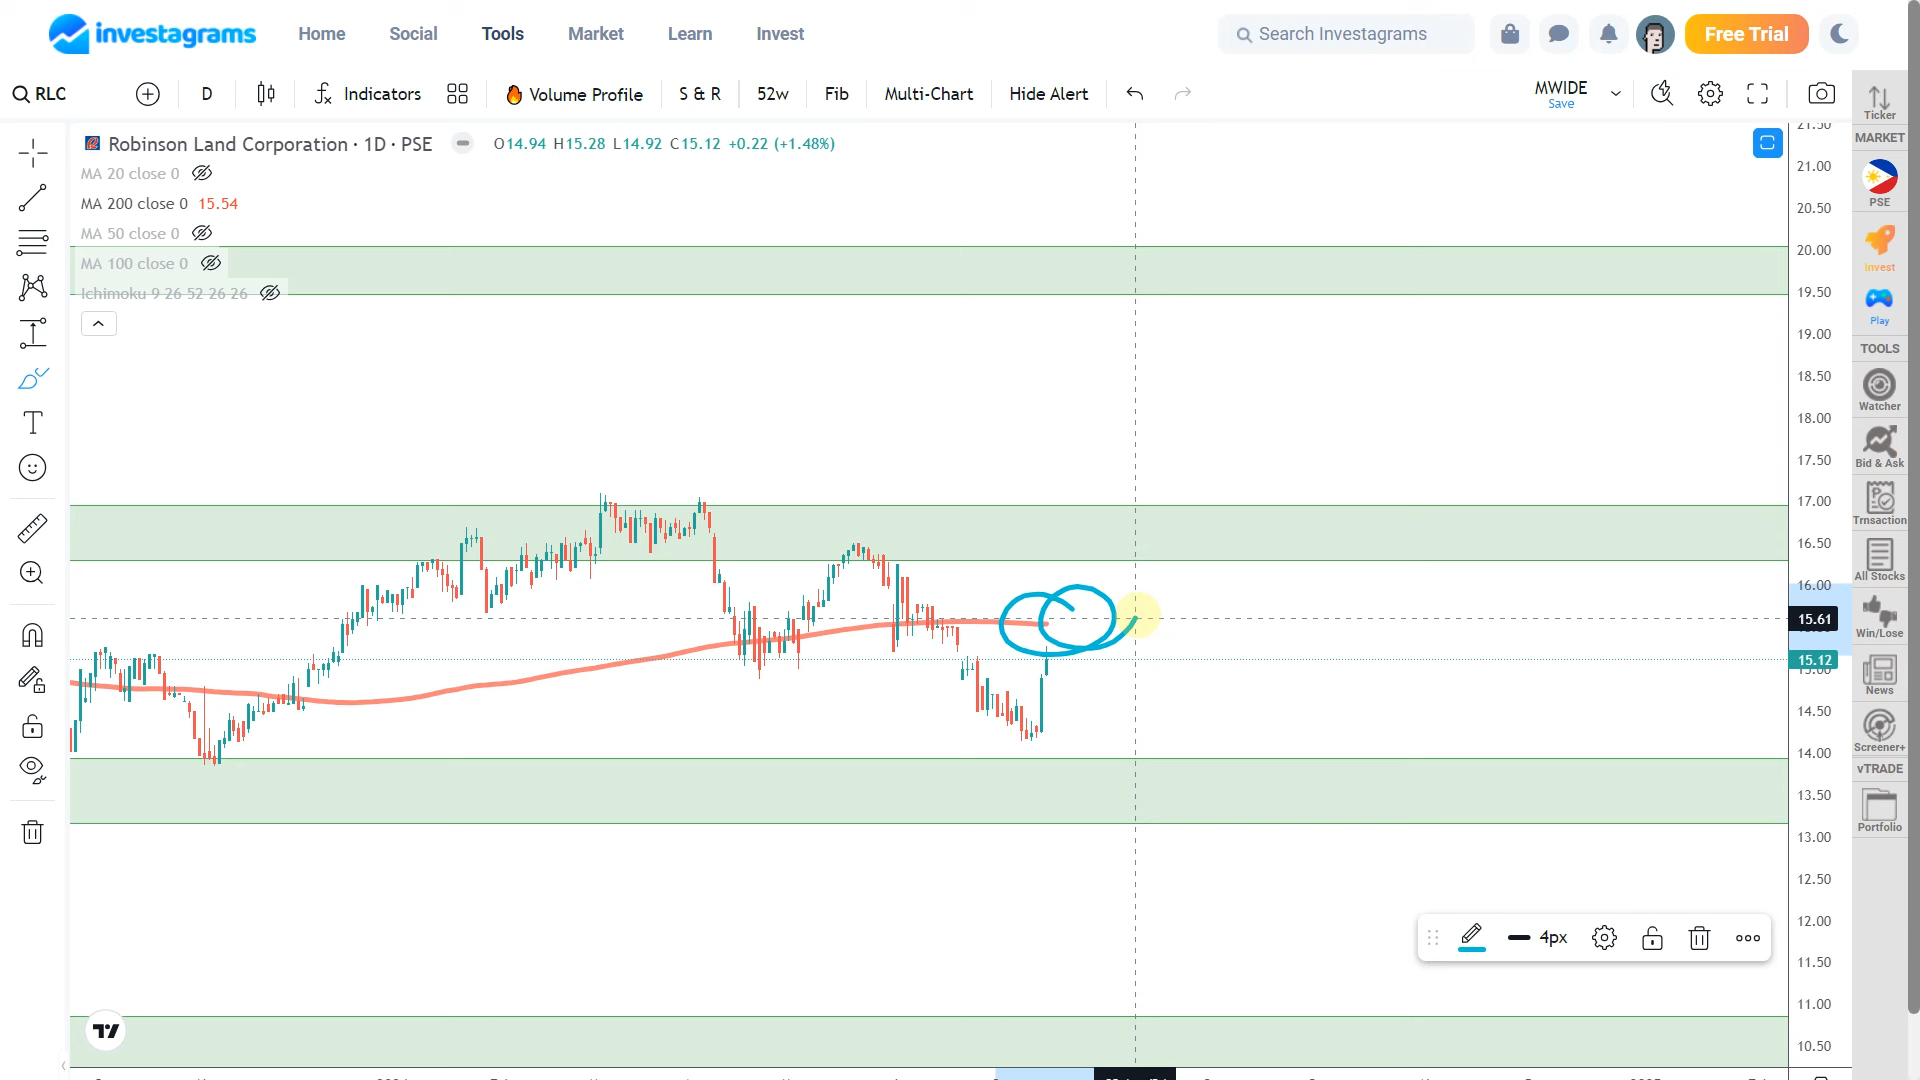 investagrams Home Social Tools Market Learn Invest Search Investagrams Free Trial
RLC D Indicators Volume Profile S & R 52w Fib Multi-Chart Hide Alert MWIDE Save
Ticker
MARKET
PSE
Invest
Play
TOOLS
Watcher
Bid & Ask
Trnsaction
All Stocks
Win/Lose
News
Screener+
vTRADE
Portfolio
Robinson Land Corporation · 1D · PSE O14.94 H15.28 L14.92 C15.12 +0.22 (+1.48%)
MA 20 close 0
MA 200 close 0 15.54
MA 50 close 0
MA 100 close 0
Ichimoku 9 26 52 26 26
21.50
21.00
20.50
20.00
19.50
19.00
18.50
18.00
17.50
17.00
16.50
16.00
15.61
15.12
15.00
14.50
14.00
13.50
13.00
12.50
12.00
11.50
11.00
10.50
4px